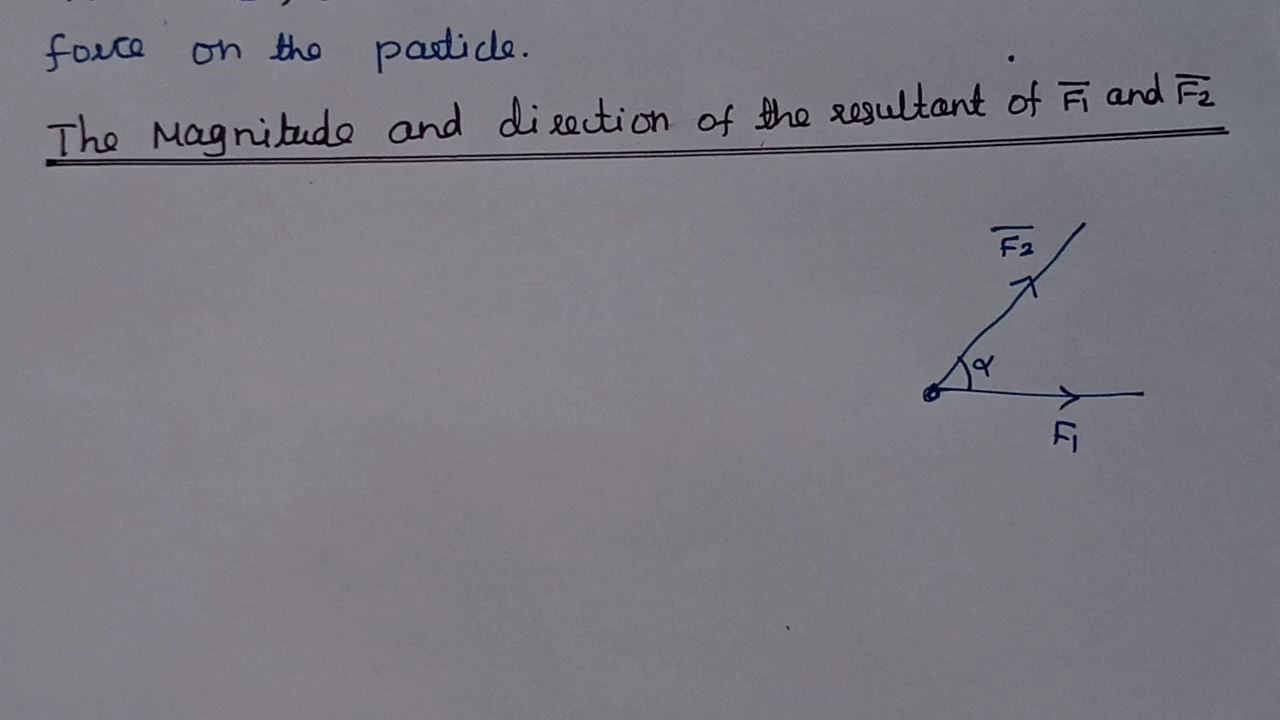 force on the particle.
The Magnitude and direction of the resultant of F̅₁ and F̅₂
F̅₂
α
F₁